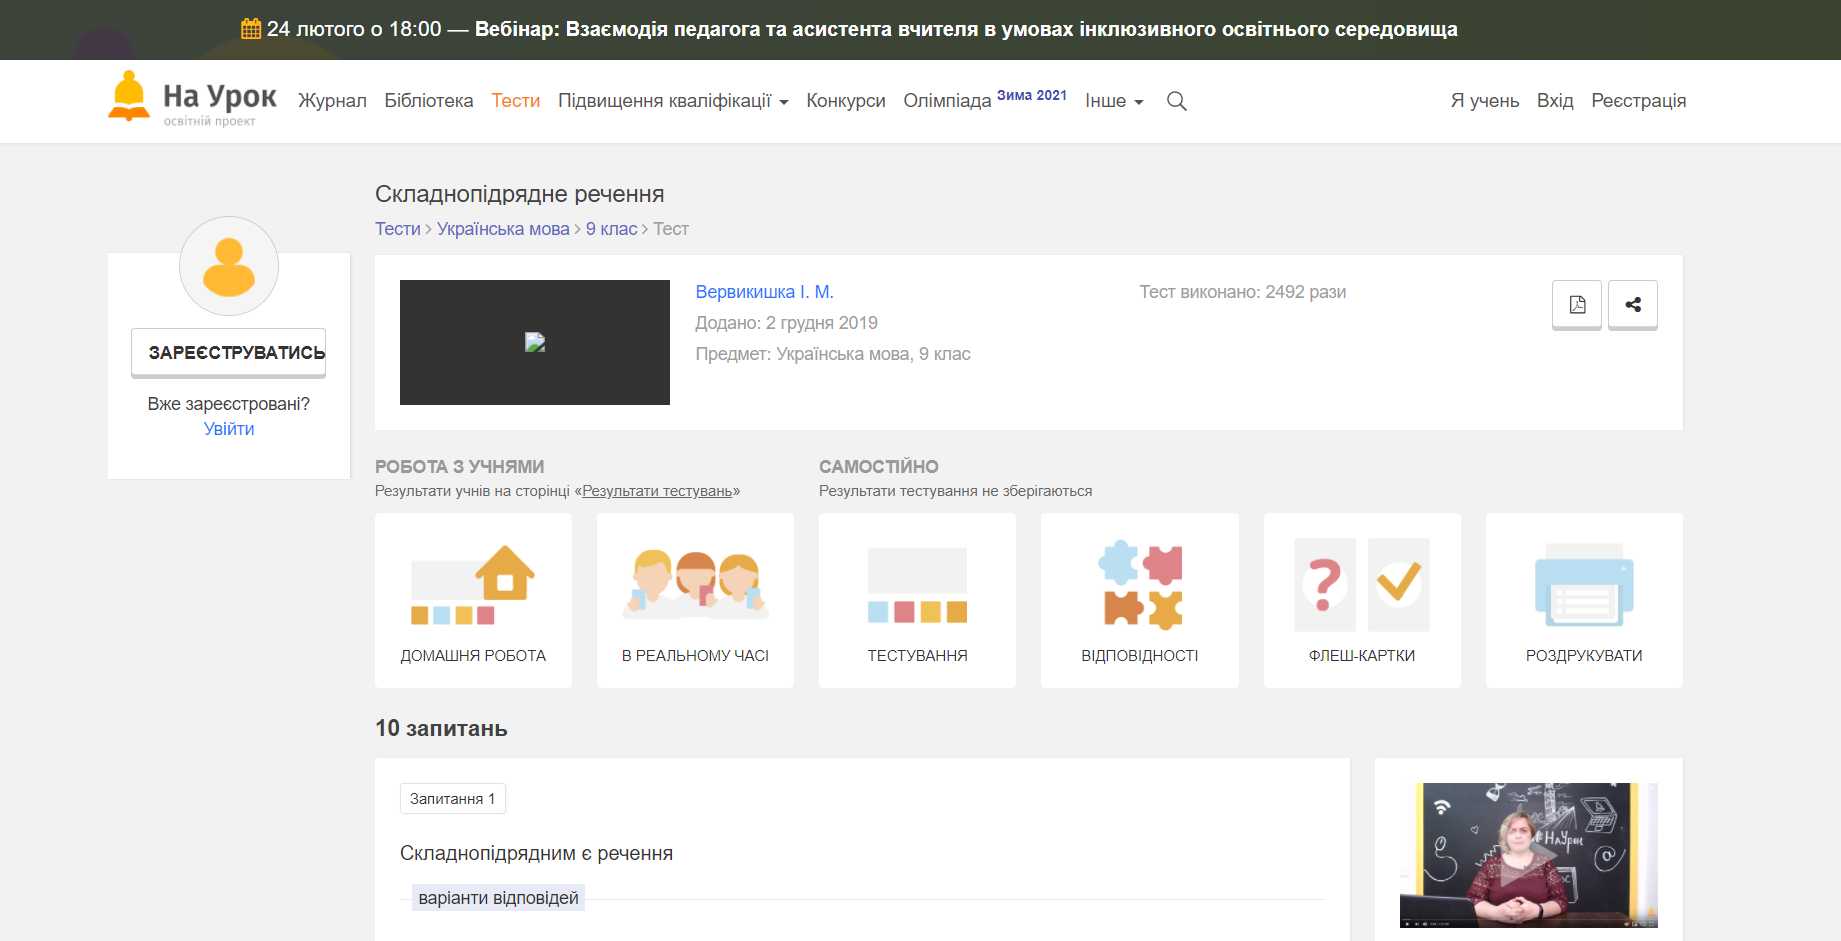 24 лютого о 18:00 — Вебінар: Взаємодія педагога та асистента вчителя в умовах інклюзивного освітнього середовища
На Урок
освітній проект
Журнал Бібліотека Тести Підвищення кваліфікації Конкурси Олімпіада Зима 2021 Інше
Я учень Вхід Реєстрація
Складнопідрядне речення
Тести > Українська мова > 9 клас > Тест
ЗАРЕЄСТРУВАТИСЬ
Вже зареєстровані?
Увійти
Вервикишка І. М.
Додано: 2 грудня 2019
Предмет: Українська мова, 9 клас
Тест виконано: 2492 рази
РОБОТА З УЧНЯМИ
Результати учнів на сторінці «Результати тестувань»
САМОСТІЙНО
Результати тестування не зберігаються
ДОМАШНЯ РОБОТА
В РЕАЛЬНОМУ ЧАСІ
ТЕСТУВАННЯ
ВІДПОВІДНОСТІ
ФЛЕШ-КАРТКИ
РОЗДРУКУВАТИ
10 запитань
Запитання 1
Складнопідрядним є речення
варіанти відповідей
#НаУрок